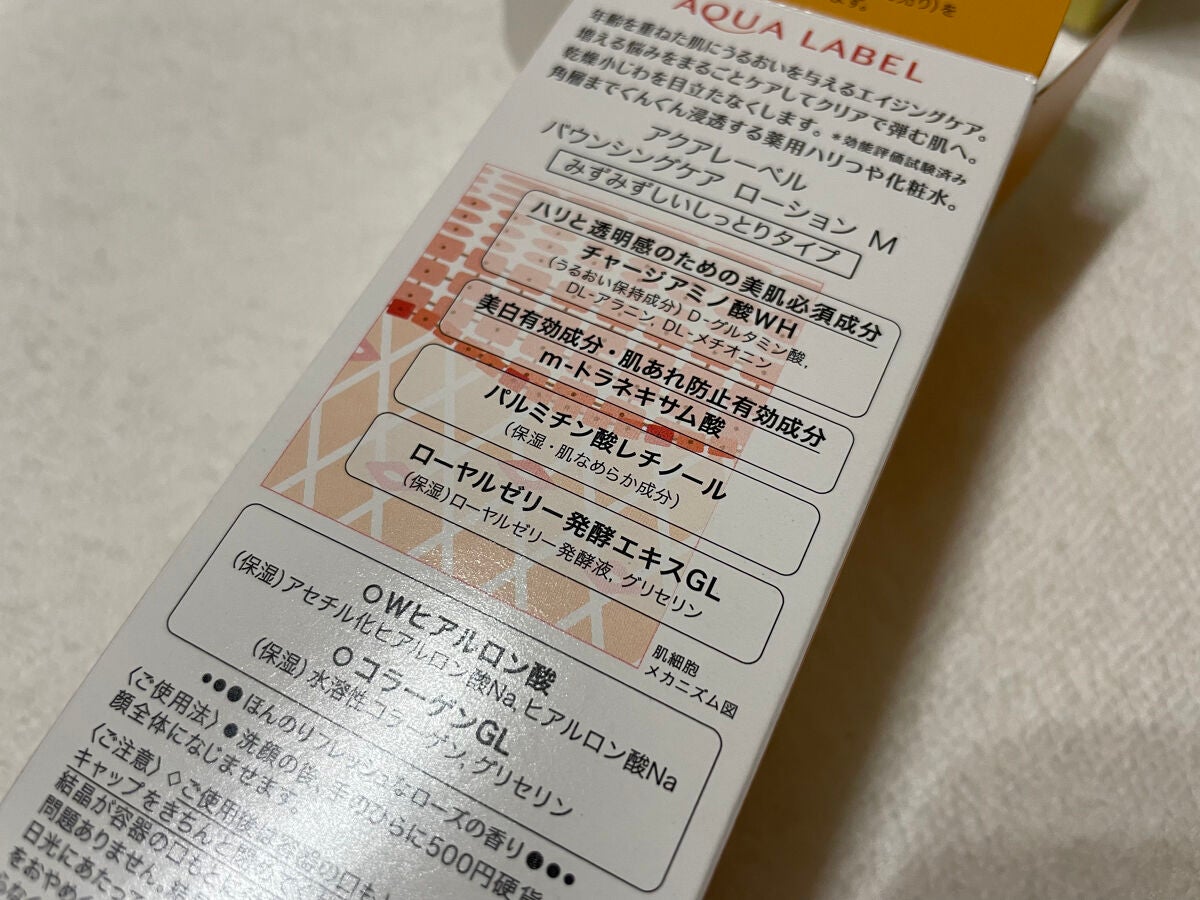 を
ます。
AQUA LABEL
年齢を重ねた肌にうるおいを与えるエイジングケア。
増える悩みをまるごとケアしてクリアで弾む肌へ。
乾燥小じわを目立たなくします。*効能評価試験済み
角層までぐんぐん浸透する薬用ハリつや化粧水。
アクアレーベル
バウンシングケア ローション M
みずみずしいしっとりタイプ
ハリと透明感のための美肌必須成分
チャージアミノ酸WH
(うるおい保持成分) D-グルタミン酸,
DL-アラニン, DL-メチオニン
美白有効成分・肌あれ防止有効成分
m-トラネキサム酸
パルミチン酸レチノール
(保湿・肌なめらか成分)
ローヤルゼリー発酵エキスGL
(保湿)ローヤルゼリー発酵液, グリセリン
肌細胞
メカニズム図
○Wヒアルロン酸
(保湿)アセチル化ヒアルロン酸Na, ヒアルロン酸Na
○コラーゲンGL
(保湿)水溶性コラーゲン, グリセリン
●●●ほんのりフレッシュなローズの香り●●●
〈ご使用法〉●洗顔の後、手のひらに500円硬貨
顔全体になじませます。
〈ご注意〉◇ご使用後は容器の口も
キャップをきちんと
結晶が容器の口もと
問題ありません。
日光にあたって
をおやめ